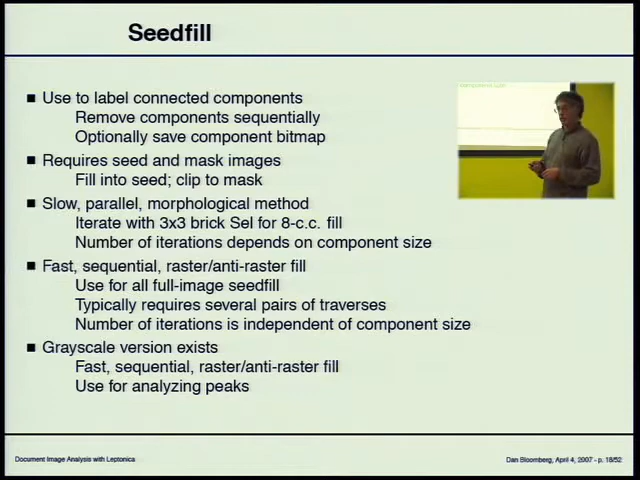 Seedfill
Use to label connected components
Remove components sequentially
Optionally save component bitmap
Requires seed and mask images
Fill into seed; clip to mask
Slow, parallel, morphological method
Iterate with 3x3 brick Sel for 8-c.c. fill
Number of iterations depends on component size
Fast, sequential, raster/anti-raster fill
Use for all full-image seedfill
Typically requires several pairs of traverses
Number of iterations is independent of component size
Grayscale version exists
Fast, sequential, raster/anti-raster fill
Use for analyzing peaks
Document Image Analysis with Leptonica
Dan Bloomberg, April 4, 2007 - p. 18/52